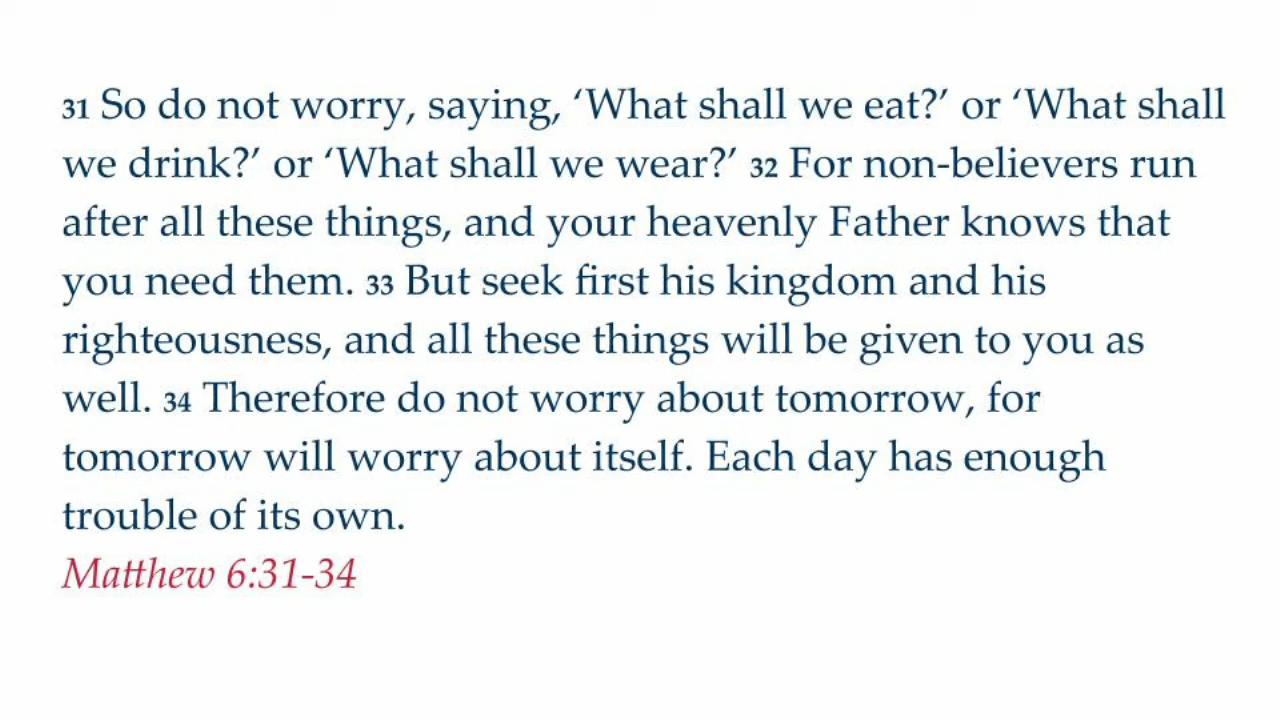 31 So do not worry, saying, ‘What shall we eat?’ or ‘What shall
we drink?’ or ‘What shall we wear?’ 32 For non-believers run
after all these things, and your heavenly Father knows that
you need them. 33 But seek first his kingdom and his
righteousness, and all these things will be given to you as
well. 34 Therefore do not worry about tomorrow, for
tomorrow will worry about itself. Each day has enough
trouble of its own.
Matthew 6:31-34